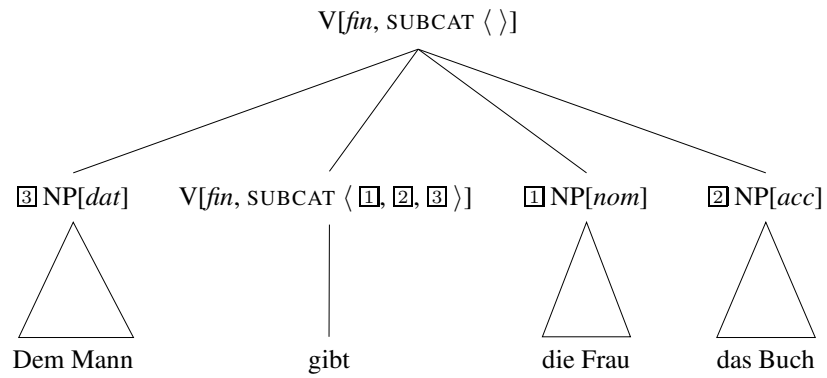 V[fin, SUBCAT ⟨ ⟩]
3 NP[dat] V[fin, SUBCAT ⟨ 1, 2, 3 ⟩] 1 NP[nom] 2 NP[acc]
Dem Mann gibt die Frau das Buch